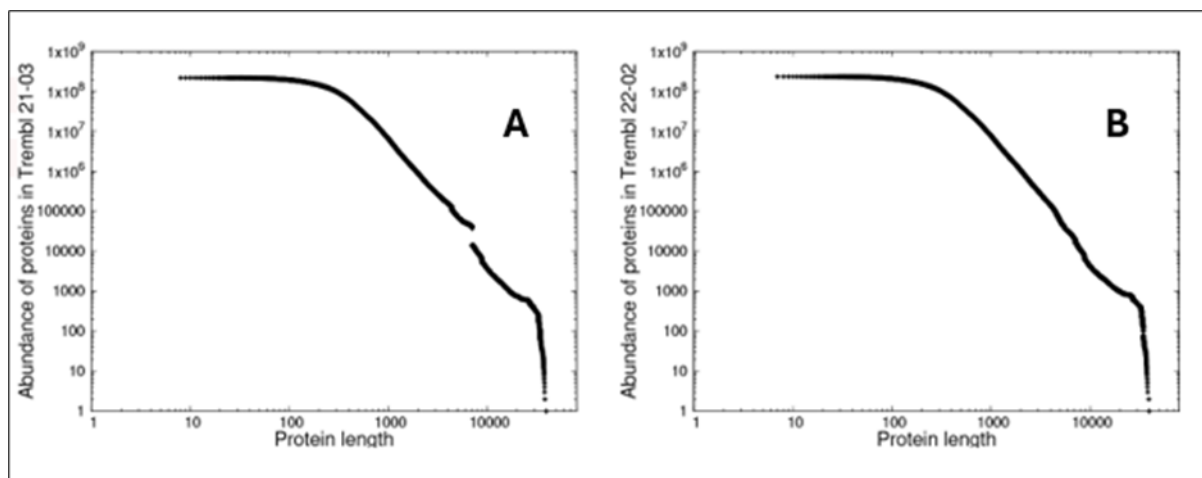 Abundance of proteins in Trembl 21-03
1x10⁹
1x10⁸
1x10⁷
1x10⁶
100000
10000
1000
100
10
1
A
1 10 100 1000 10000
Protein length
Abundance of proteins in Trembl 22-02
1x10⁹
1x10⁸
1x10⁷
1x10⁶
100000
10000
1000
100
10
1
B
1 10 100 1000 10000
Protein length